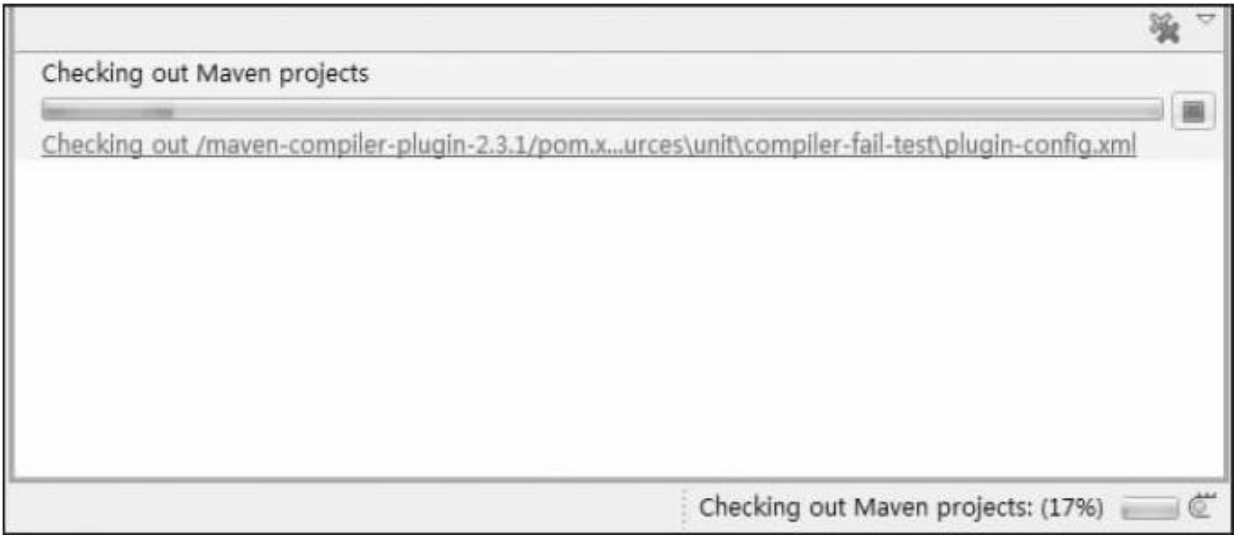 Checking out Maven projects
Checking out /maven-compiler-plugin-2.3.1/pom.x...urces\unit\compiler-fail-test\plugin-config.xml
Checking out Maven projects: (17%)